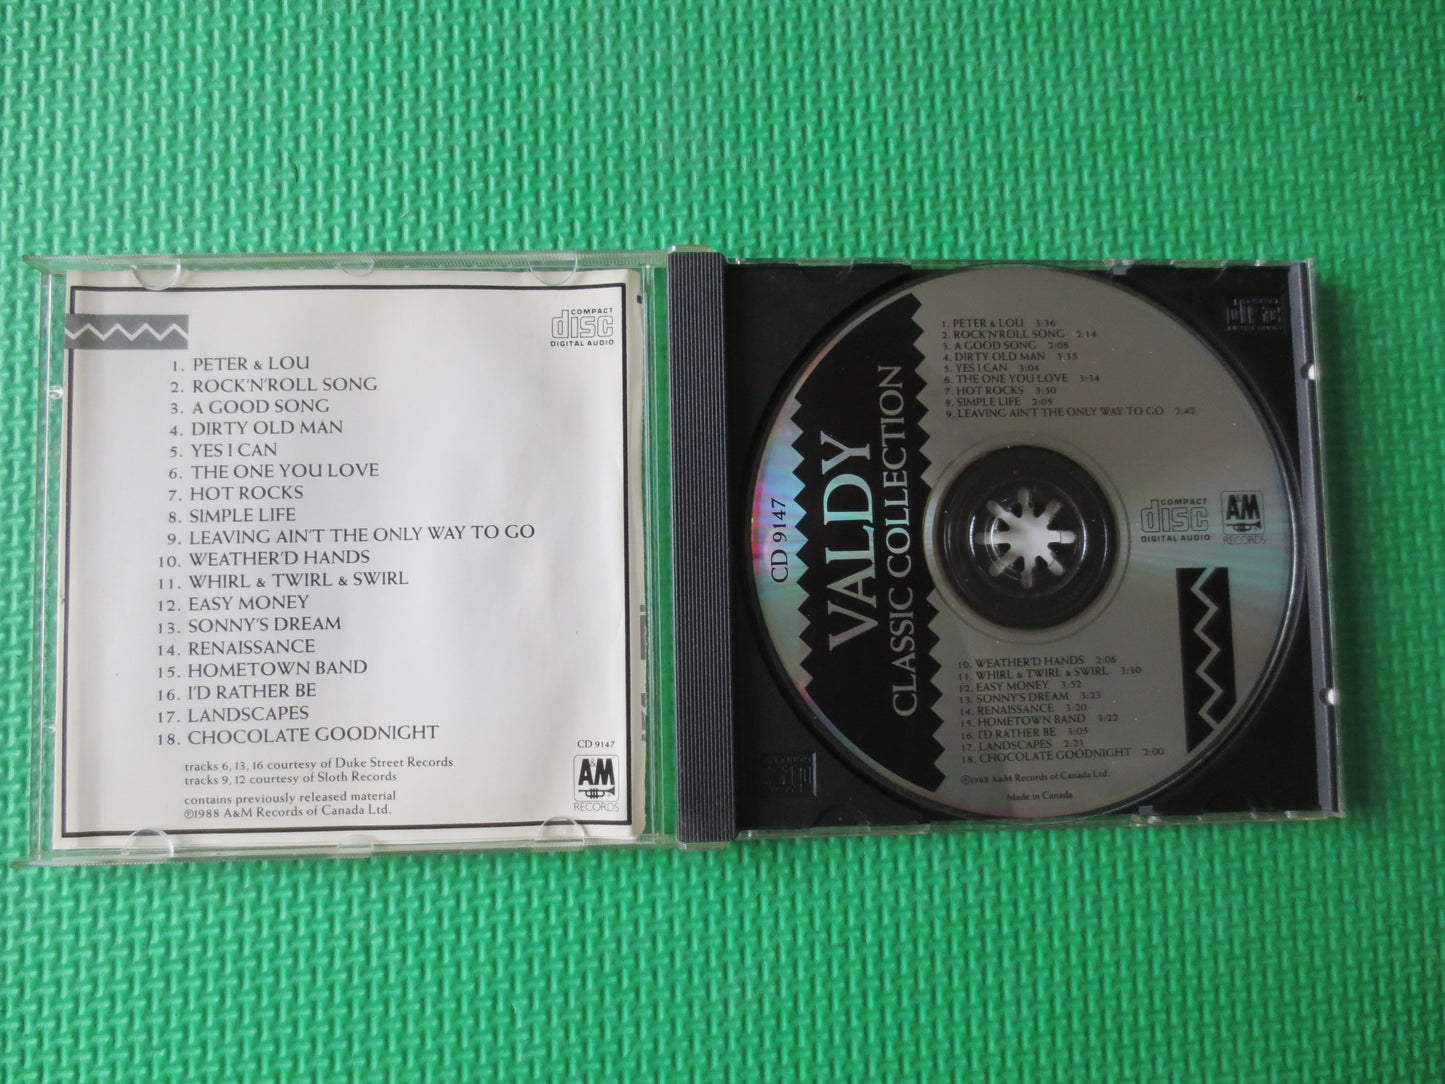 COMPACT
disc
DIGITAL AUDIO
1. PETER & LOU
2. ROCK'N'ROLL SONG
3. A GOOD SONG
4. DIRTY OLD MAN
5. YES I CAN
6. THE ONE YOU LOVE
7. HOT ROCKS
8. SIMPLE LIFE
9. LEAVING AIN'T THE ONLY WAY TO GO
10. WEATHER'D HANDS
11. WHIRL & TWIRL & SWIRL
12. EASY MONEY
13. SONNY'S DREAM
14. RENAISSANCE
15. HOMETOWN BAND
16. I'D RATHER BE
17. LANDSCAPES
18. CHOCOLATE GOODNIGHT
tracks 6, 13, 16 courtesy of Duke Street Records
tracks 9, 12 courtesy of Sloth Records
contains previously released material
℗1988 A&M Records of Canada Ltd.
CD 9147
A&M
RECORDS
1. PETER & LOU 3:36
2. ROCK'N'ROLL SONG 2:14
3. A GOOD SONG 2:08
4. DIRTY OLD MAN 3:35
5. YES I CAN 3:04
6. THE ONE YOU LOVE 3:34
7. HOT ROCKS 3:50
8. SIMPLE LIFE 2:05
9. LEAVING AIN'T THE ONLY WAY TO GO 2:42
CD 9147
VALDY
CLASSIC COLLECTION
COMPACT
disc
DIGITAL AUDIO
A&M
RECORDS
10. WEATHER'D HANDS 2:06
11. WHIRL & TWIRL & SWIRL 3:30
12. EASY MONEY 3:52
13. SONNY'S DREAM 3:23
14. RENAISSANCE 3:20
15. HOMETOWN BAND 3:22
16. I'D RATHER BE 3:05
17. LANDSCAPES 2:21
18. CHOCOLATE GOODNIGHT 2:00
℗1988 A&M Records of Canada Ltd.
Made in Canada